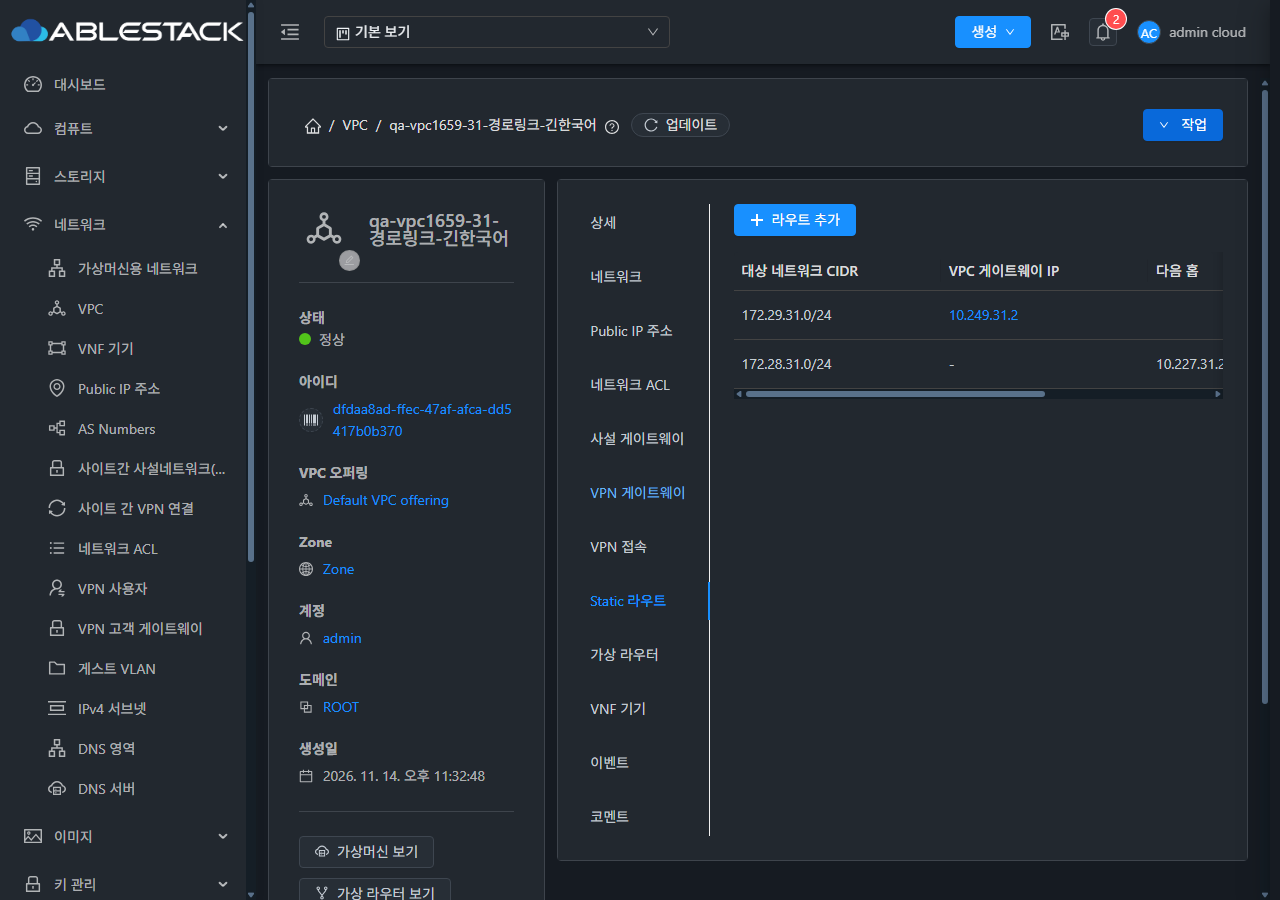 ABLESTACK
기본 보기
생성
2
AC
admin cloud
대시보드
컴퓨트
스토리지
네트워크
가상머신용 네트워크
VPC
VNF 기기
Public IP 주소
AS Numbers
사이트간 사설네트워크(...
사이트 간 VPN 연결
네트워크 ACL
VPN 사용자
VPN 고객 게이트웨이
게스트 VLAN
IPv4 서브넷
DNS 영역
DNS 서버
이미지
키 관리
/ VPC / qa-vpc1659-31-경로링크-긴한국어
업데이트
작업
qa-vpc1659-31-
경로링크-긴한국어
상태
정상
아이디
dfdaa8ad-ffec-47af-afca-dd5
417b0b370
VPC 오퍼링
Default VPC offering
Zone
Zone
계정
admin
도메인
ROOT
생성일
2026. 11. 14. 오후 11:32:48
가상머신 보기
가상 라우터 보기
상세
네트워크
Public IP 주소
네트워크 ACL
사설 게이트웨이
VPN 게이트웨이
VPN 접속
Static 라우트
가상 라우터
VNF 기기
이벤트
코멘트
라우트 추가
대상 네트워크 CIDR VPC 게이트웨이 IP 다음 홉
172.29.31.0/24 10.249.31.2
172.28.31.0/24 - 10.227.31.2